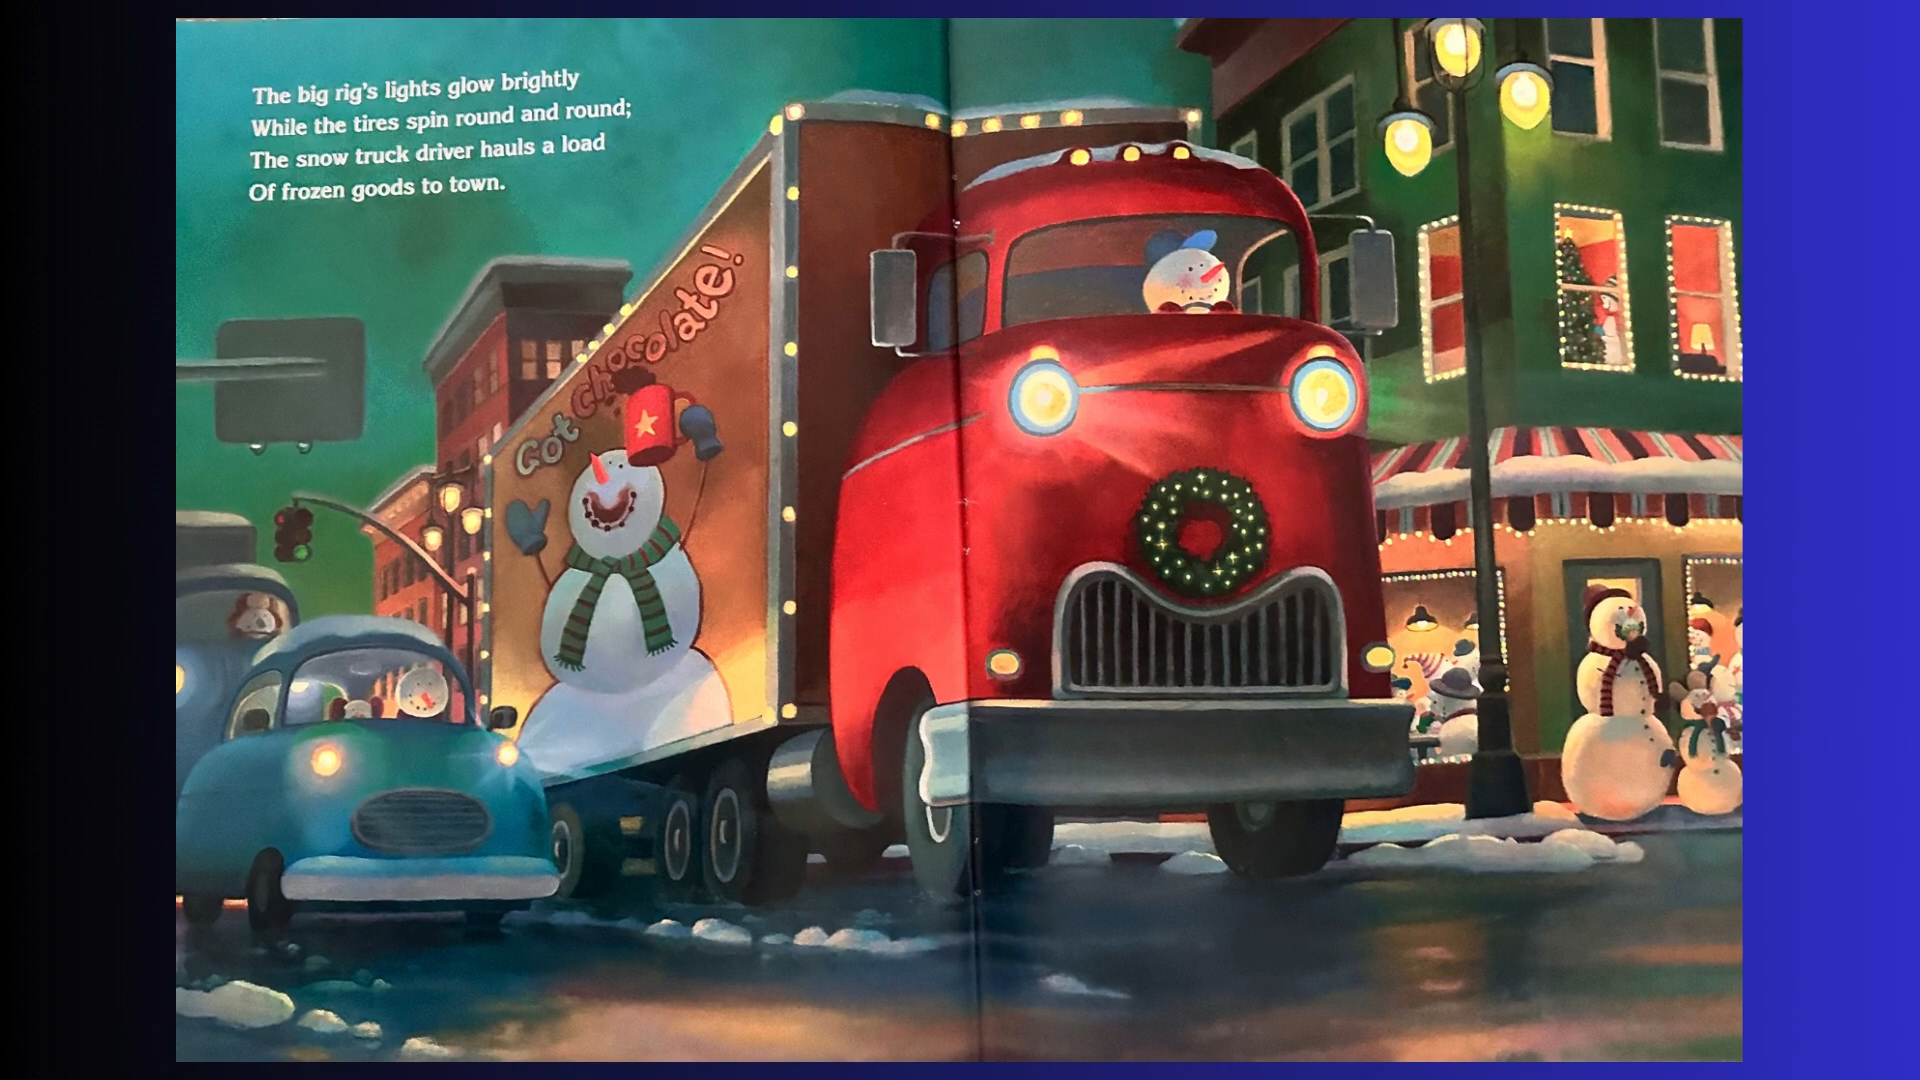 The big rig's lights glow brightly
While the tires spin round and round;
The snow truck driver hauls a load
Of frozen goods to town.
Got Chocolate!